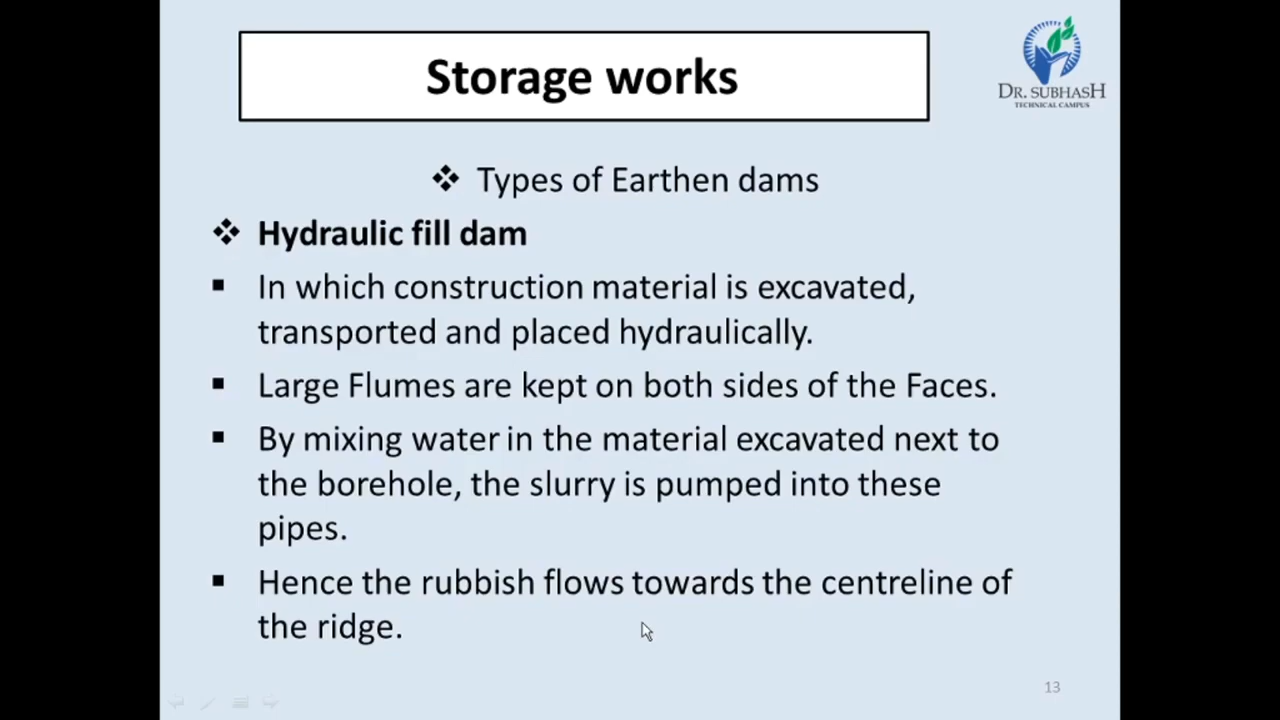 Storage works
DR. SUBHASH
TECHNICAL CAMPUS
❖ Types of Earthen dams
❖ Hydraulic fill dam
▪ In which construction material is excavated,
transported and placed hydraulically.
▪ Large Flumes are kept on both sides of the Faces.
▪ By mixing water in the material excavated next to
the borehole, the slurry is pumped into these
pipes.
▪ Hence the rubbish flows towards the centreline of
the ridge.
13